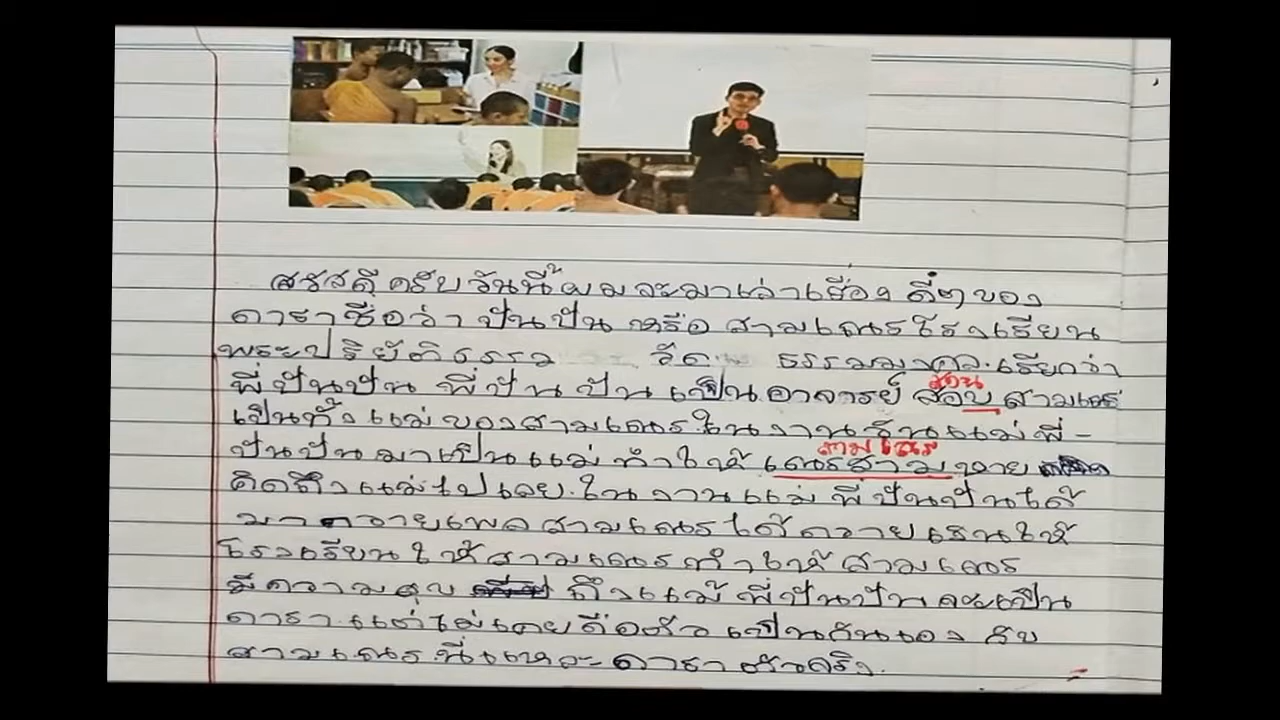 สวัสดีครับวันนี้ผมจะมาเล่าเรื่อง ดีๆของ
ดาราชื่อว่า ปันปัน หรือ สามเณรโรงเรียน
พระปริยัติธรรม วัด ธรรมมงคล เรียกว่า
พี่ปันปัน พี่ปันปัน เป็นอาจารย์ สอบ สามเณร
สอน
เป็นทั้งแม่ของสามเณร ในงานวันแม่ พี่-
ปันปันมาเป็นแม่ ทำให้ เณรสาม หลาย
สามเณร
คิดถึงแม่ไปเลย ในงานแม่ พี่ปันปันได้
มาถวายเพลสามเณรได้ถวายเธนให้
โรงเรียนให้สามเณรทำให้สามเณร
มีความสุข ถึงแม้ พี่ปันปัน จะเป็น
ดารา แต่ไม่เคยถือตัว เป็นกันเอง กับ
สามเณร นี่แหละ ดารา ตัวจริง